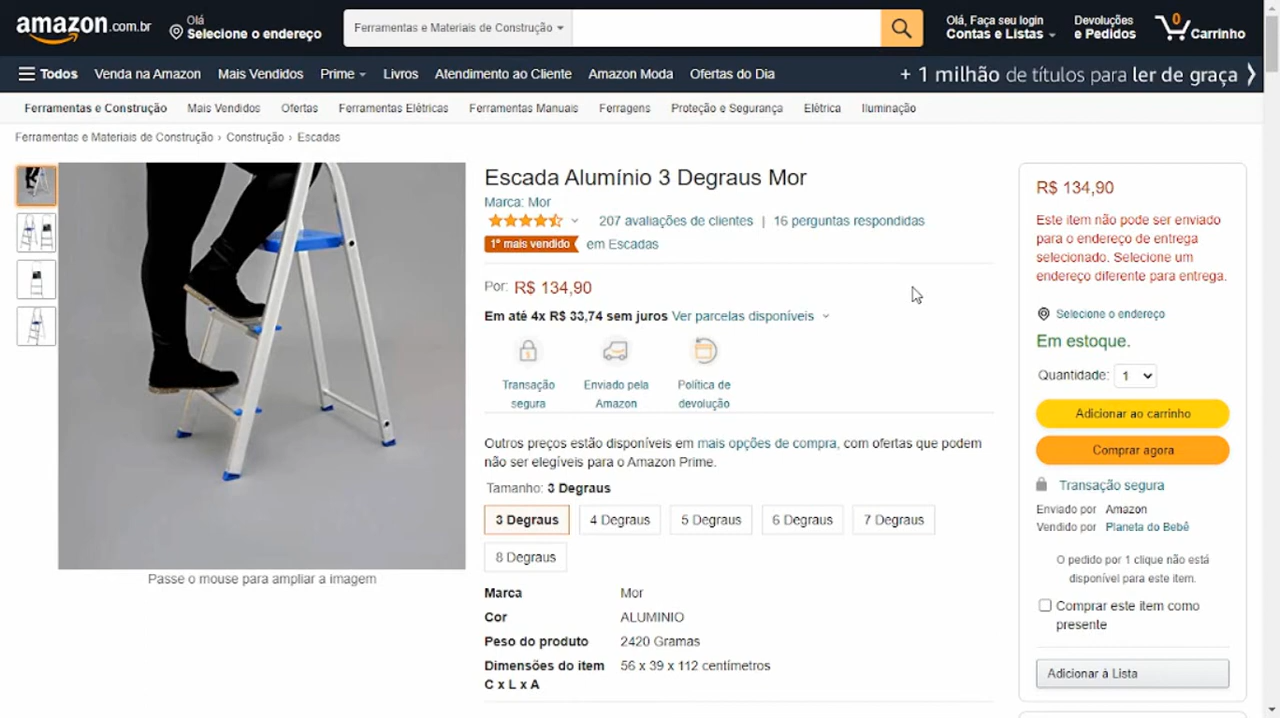 amazon.com.br
Olá
Selecione o endereço
Ferramentas e Materiais de Construção
Olá, Faça seu login
Contas e Listas
Devoluções
e Pedidos
0
Carrinho
Todos Venda na Amazon Mais Vendidos Prime Livros Atendimento ao Cliente Amazon Moda Ofertas do Dia + 1 milhão de títulos para ler de graça
Ferramentas e Construção Mais Vendidos Ofertas Ferramentas Elétricas Ferramentas Manuais Ferragens Proteção e Segurança Elétrica Iluminação
Ferramentas e Materiais de Construção › Construção › Escadas
Passe o mouse para ampliar a imagem
Escada Alumínio 3 Degraus Mor
Marca: Mor
207 avaliações de clientes | 16 perguntas respondidas
1º mais vendido em Escadas
Por: R$ 134,90
Em até 4x R$ 33,74 sem juros Ver parcelas disponíveis
Transação
segura
Enviado pela
Amazon
Política de
devolução
Outros preços estão disponíveis em mais opções de compra, com ofertas que podem
não ser elegíveis para o Amazon Prime.
Tamanho: 3 Degraus
3 Degraus 4 Degraus 5 Degraus 6 Degraus 7 Degraus
8 Degraus
Marca Mor
Cor ALUMINIO
Peso do produto 2420 Gramas
Dimensões do item 56 x 39 x 112 centímetros
C x L x A
R$ 134,90
Este item não pode ser enviado
para o endereço de entrega
selecionado. Selecione um
endereço diferente para entrega.
Selecione o endereço
Em estoque.
Quantidade: 1
Adicionar ao carrinho
Comprar agora
Transação segura
Enviado por Amazon
Vendido por Planeta do Bebê
O pedido por 1 clique não está
disponível para este item.
Comprar este item como
presente
Adicionar à Lista